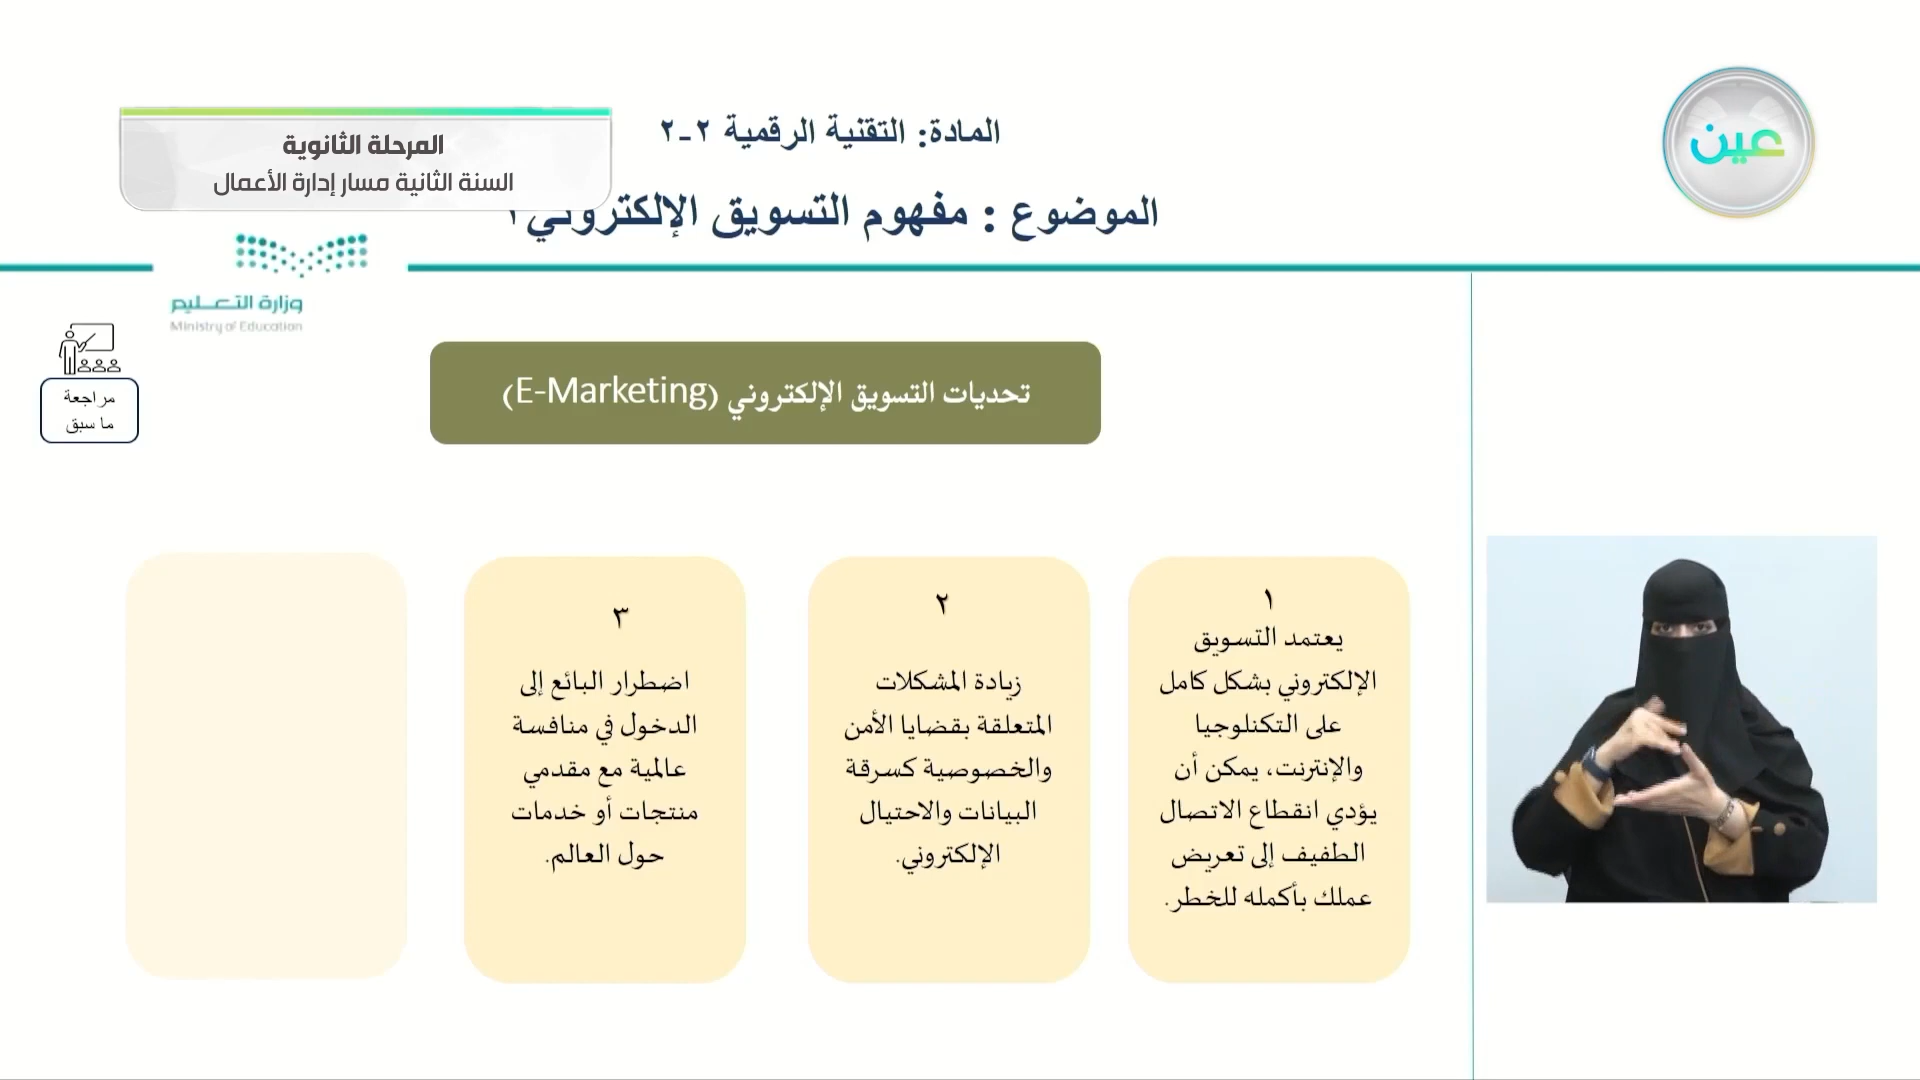 عين
المادة: التقنية الرقمية ٢-٢
المرحلة الثانوية
السنة الثانية مسار إدارة الأعمال
الموضوع : مفهوم التسويق الإلكتروني ١
وزارة التعليم
Ministry of Education
مراجعة
ما سبق
تحديات التسويق الإلكتروني (E-Marketing)
١
يعتمد التسويق
الإلكتروني بشكل كامل
على التكنلوجيا
والإنترنت، يمكن أن
يؤدي انقطاع الاتصال
الطفيف إلى تعريض
عملك بأكمله للخطر.
٢
زيادة المشكلات
المتعلقة بقضايا الأمن
والخصوصية كسرقة
البيانات والاحتيال
الإلكتروني.
٣
اضطرار البائع إلى
الدخول في منافسة
عالمية مع مقدمي
منتجات أو خدمات
حول العالم.